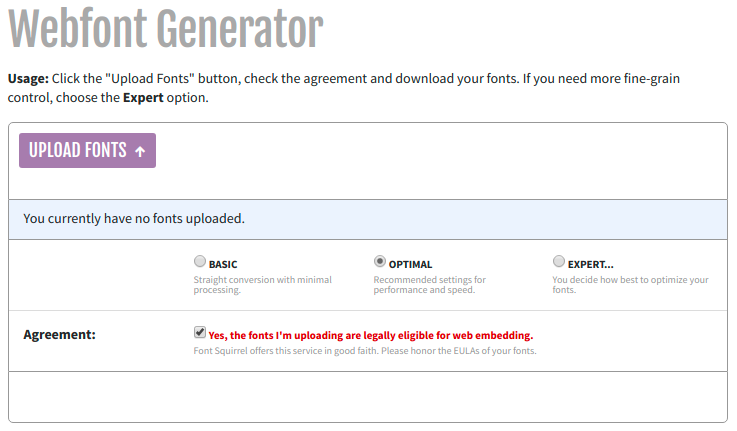 Webfont Generator
Usage: Click the "Upload Fonts" button, check the agreement and download your fonts. If you need more fine-grain
control, choose the Expert option.
UPLOAD FONTS ↑
You currently have no fonts uploaded.
BASIC
Straight conversion with minimal
processing.
OPTIMAL
Recommended settings for
performance and speed.
EXPERT...
You decide how best to optimize your
fonts.
Agreement:
Yes, the fonts I'm uploading are legally eligible for web embedding.
Font Squirrel offers this service in good faith. Please honor the EULAs of your fonts.